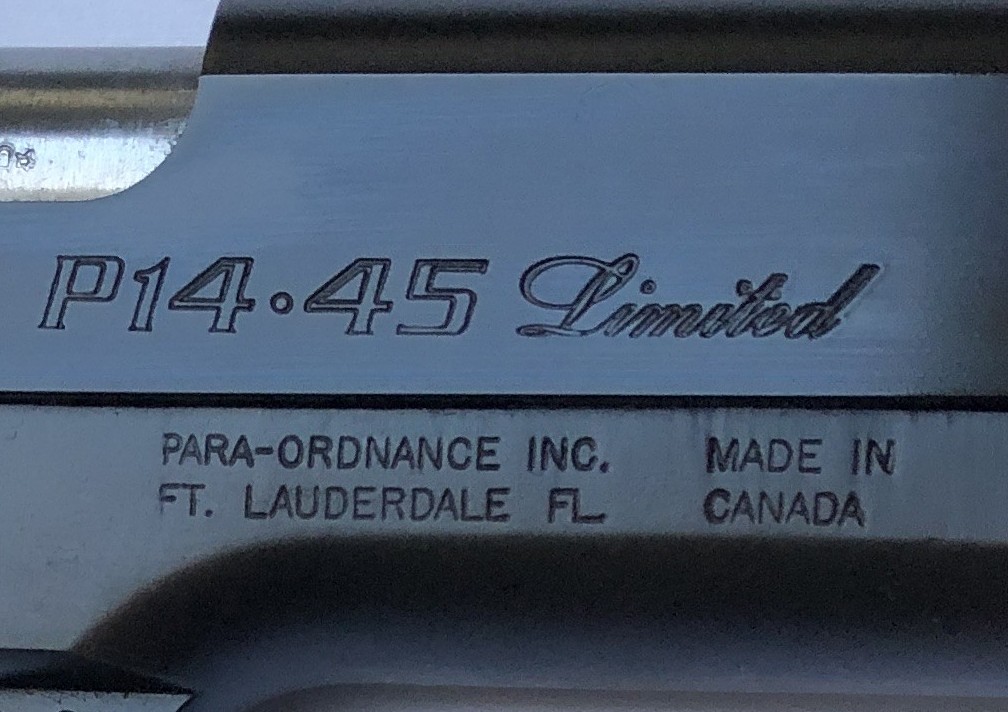 P14·45 Limited
PARA-ORDNANCE INC. MADE IN
FT. LAUDERDALE FL CANADA